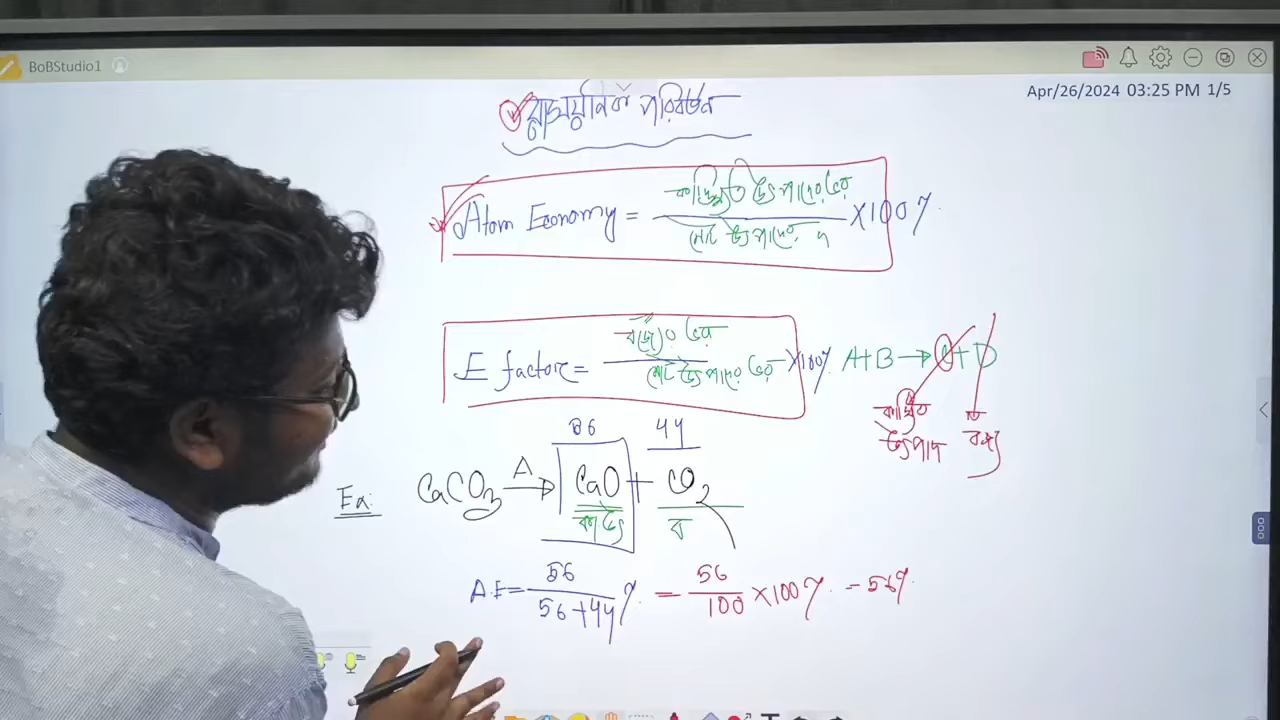 BoBStudio1
Apr/26/2024 03:25 PM 1/5
রাসায়নিক পরিবর্তন
Atom Economy = কাঙ্ক্ষিত উৎপাদের ভর / মোট উৎপাদের ×100%
E factor = বর্জ্যের ভর / মোট উৎপাদের ভর ×100% A+B → C + D
কাঙ্ক্ষিত উৎপাদ বর্জ্য
56 44
Ex: CaCO3 Δ → CaO + CO2
কাঃ উৎ ব
A.E = 56 / 56+44 % = 56 / 100 ×100% = 56%